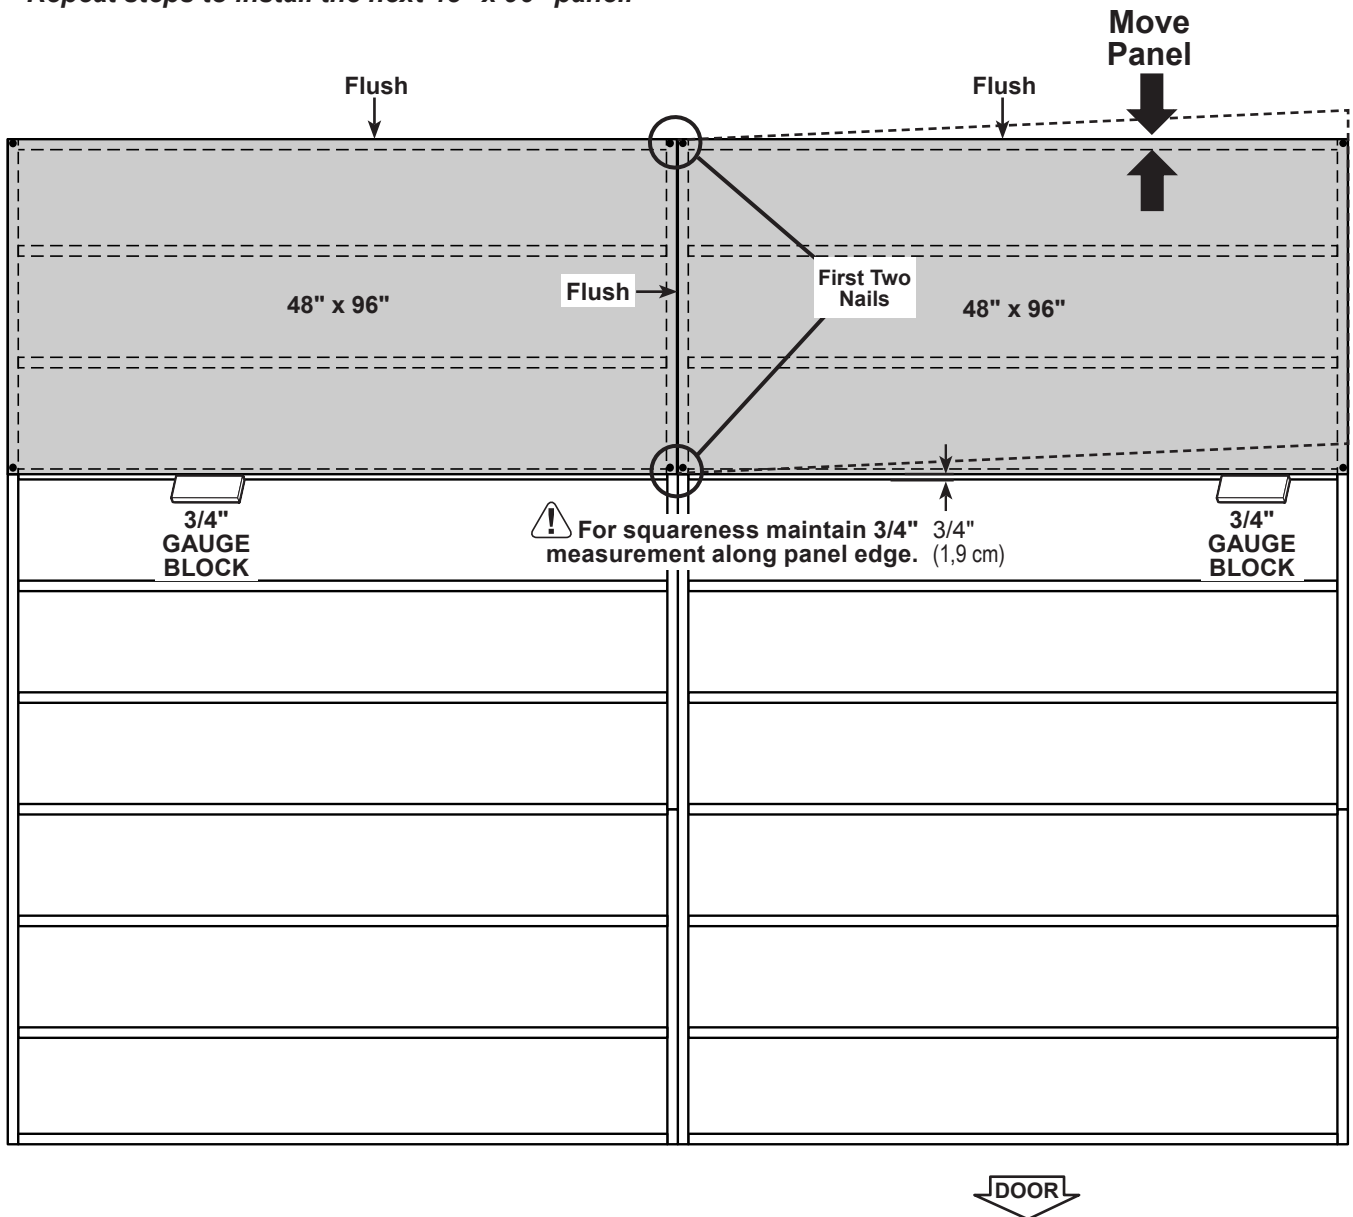 Move
Panel
Flush
Flush
48" x 96"
Flush
First Two
Nails
48" x 96"
3/4"
GAUGE
BLOCK
For squareness maintain 3/4"
measurement along panel edge.
3/4"
(1,9 cm)
3/4"
GAUGE
BLOCK
DOOR